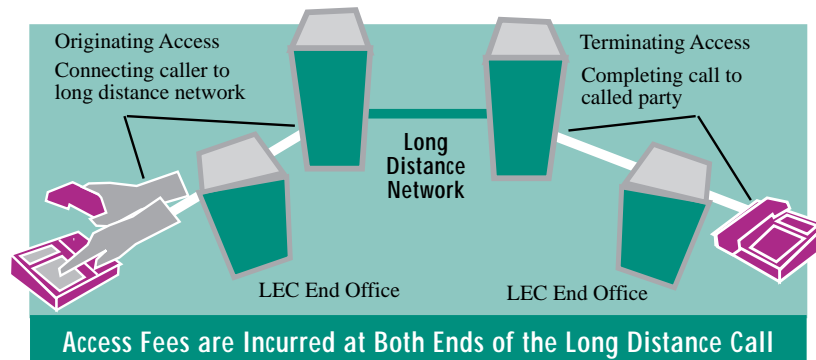 Originating Access
Connecting caller to
long distance network
Terminating Access
Completing call to
called party
Long
Distance
Network
LEC End Office
LEC End Office
Access Fees are Incurred at Both Ends of the Long Distance Call